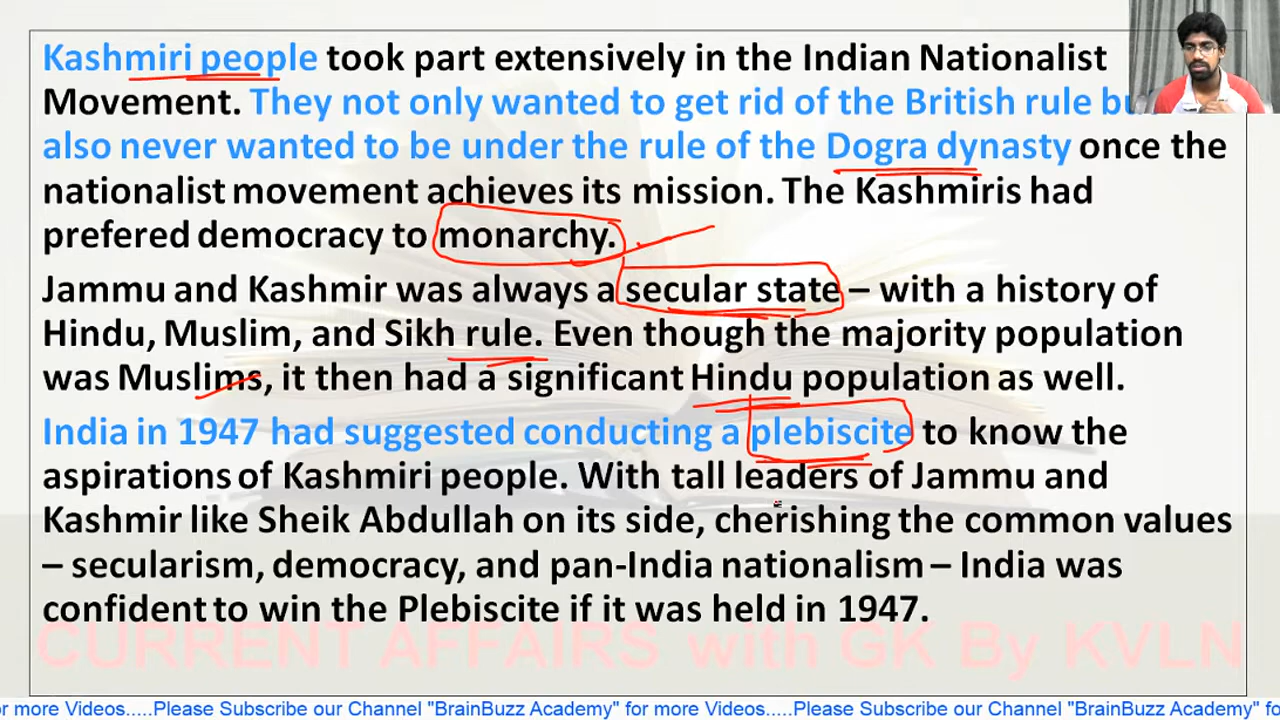 Kashmiri people took part extensively in the Indian Nationalist
Movement. They not only wanted to get rid of the British rule
also never wanted to be under the rule of the Dogra dynasty once the
nationalist movement achieves its mission. The Kashmiris had
prefered democracy to monarchy.
Jammu and Kashmir was always a secular state – with a history of
Hindu, Muslim, and Sikh rule. Even though the majority population
was Muslims, it then had a significant Hindu population as well.
India in 1947 had suggested conducting a plebiscite to know the
aspirations of Kashmiri people. With tall leaders of Jammu and
Kashmir like Sheik Abdullah on its side, cherishing the common values
– secularism, democracy, and pan-India nationalism – India was
confident to win the Plebiscite if it was held in 1947.
CURRENT AFFAIRS with GK By KVLN
or more Videos.....Please Subscribe our Channel "BrainBuzz Academy" for more Videos.....Please Subscribe our Channel "BrainBuzz Academy" fo